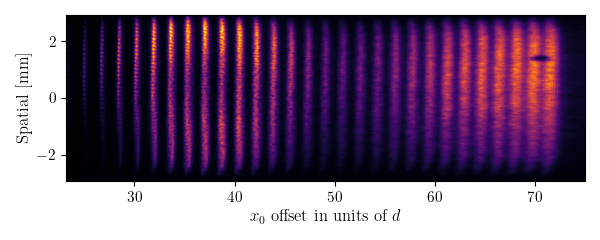 2
0
−2
Spatial [mm]
30 40 50 60 70
x₀ offset in units of d